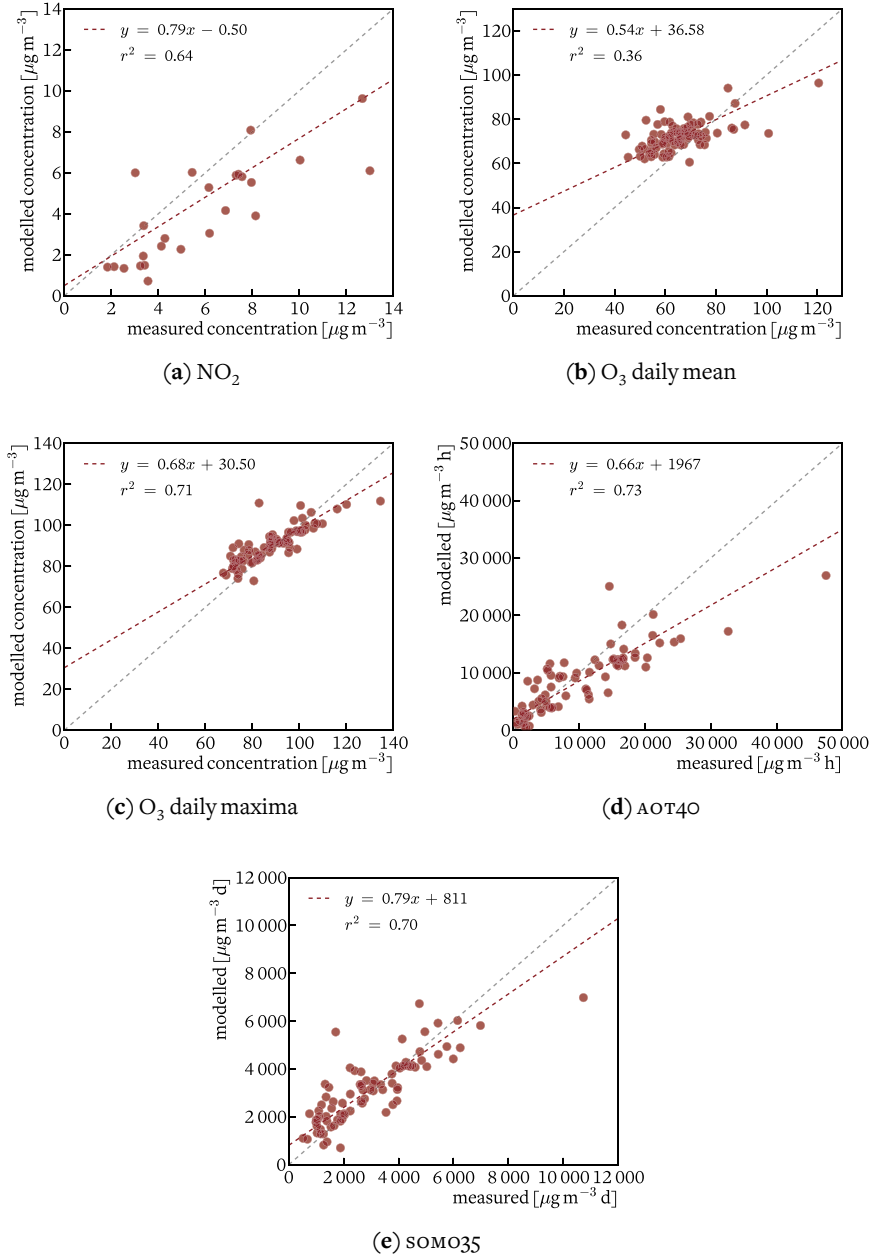 y = 0.79x − 0.50
r² = 0.64
modelled concentration [μg m⁻³]
14
12
10
8
6
4
2
0
0 2 4 6 8 10 12 14
measured concentration [μg m⁻³]
(a) NO₂
y = 0.54x + 36.58
r² = 0.36
modelled concentration [μg m⁻³]
120
100
80
60
40
20
0
0 20 40 60 80 100 120
measured concentration [μg m⁻³]
(b) O₃ daily mean
y = 0.68x + 30.50
r² = 0.71
modelled concentration [μg m⁻³]
140
120
100
80
60
40
20
0
0 20 40 60 80 100 120 140
measured concentration [μg m⁻³]
(c) O₃ daily maxima
y = 0.66x + 1967
r² = 0.73
modelled [μg m⁻³ h]
50 000
40 000
30 000
20 000
10 000
0
0 10 000 20 000 30 000 40 000 50 000
measured [μg m⁻³ h]
(d) AOT40
y = 0.79x + 811
r² = 0.70
modelled [μg m⁻³ d]
12 000
10 000
8 000
6 000
4 000
2 000
0
0 2 000 4 000 6 000 8 000 10 000 12 000
measured [μg m⁻³ d]
(e) SOMO35